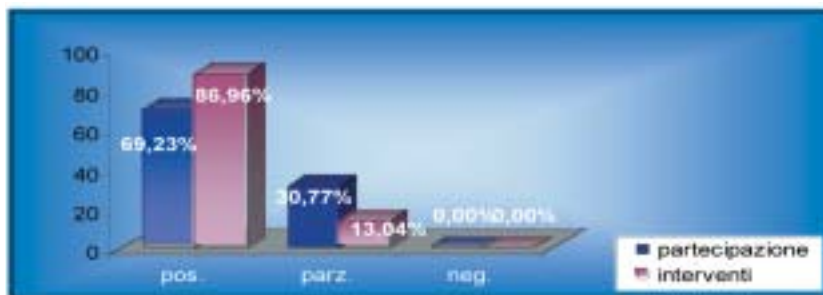 100
80
60
40
20
0
69,23%
86,96%
30,77%
13,04%
0,00%
0,00%
pos.
parz.
neg.
partecipazione
interventi